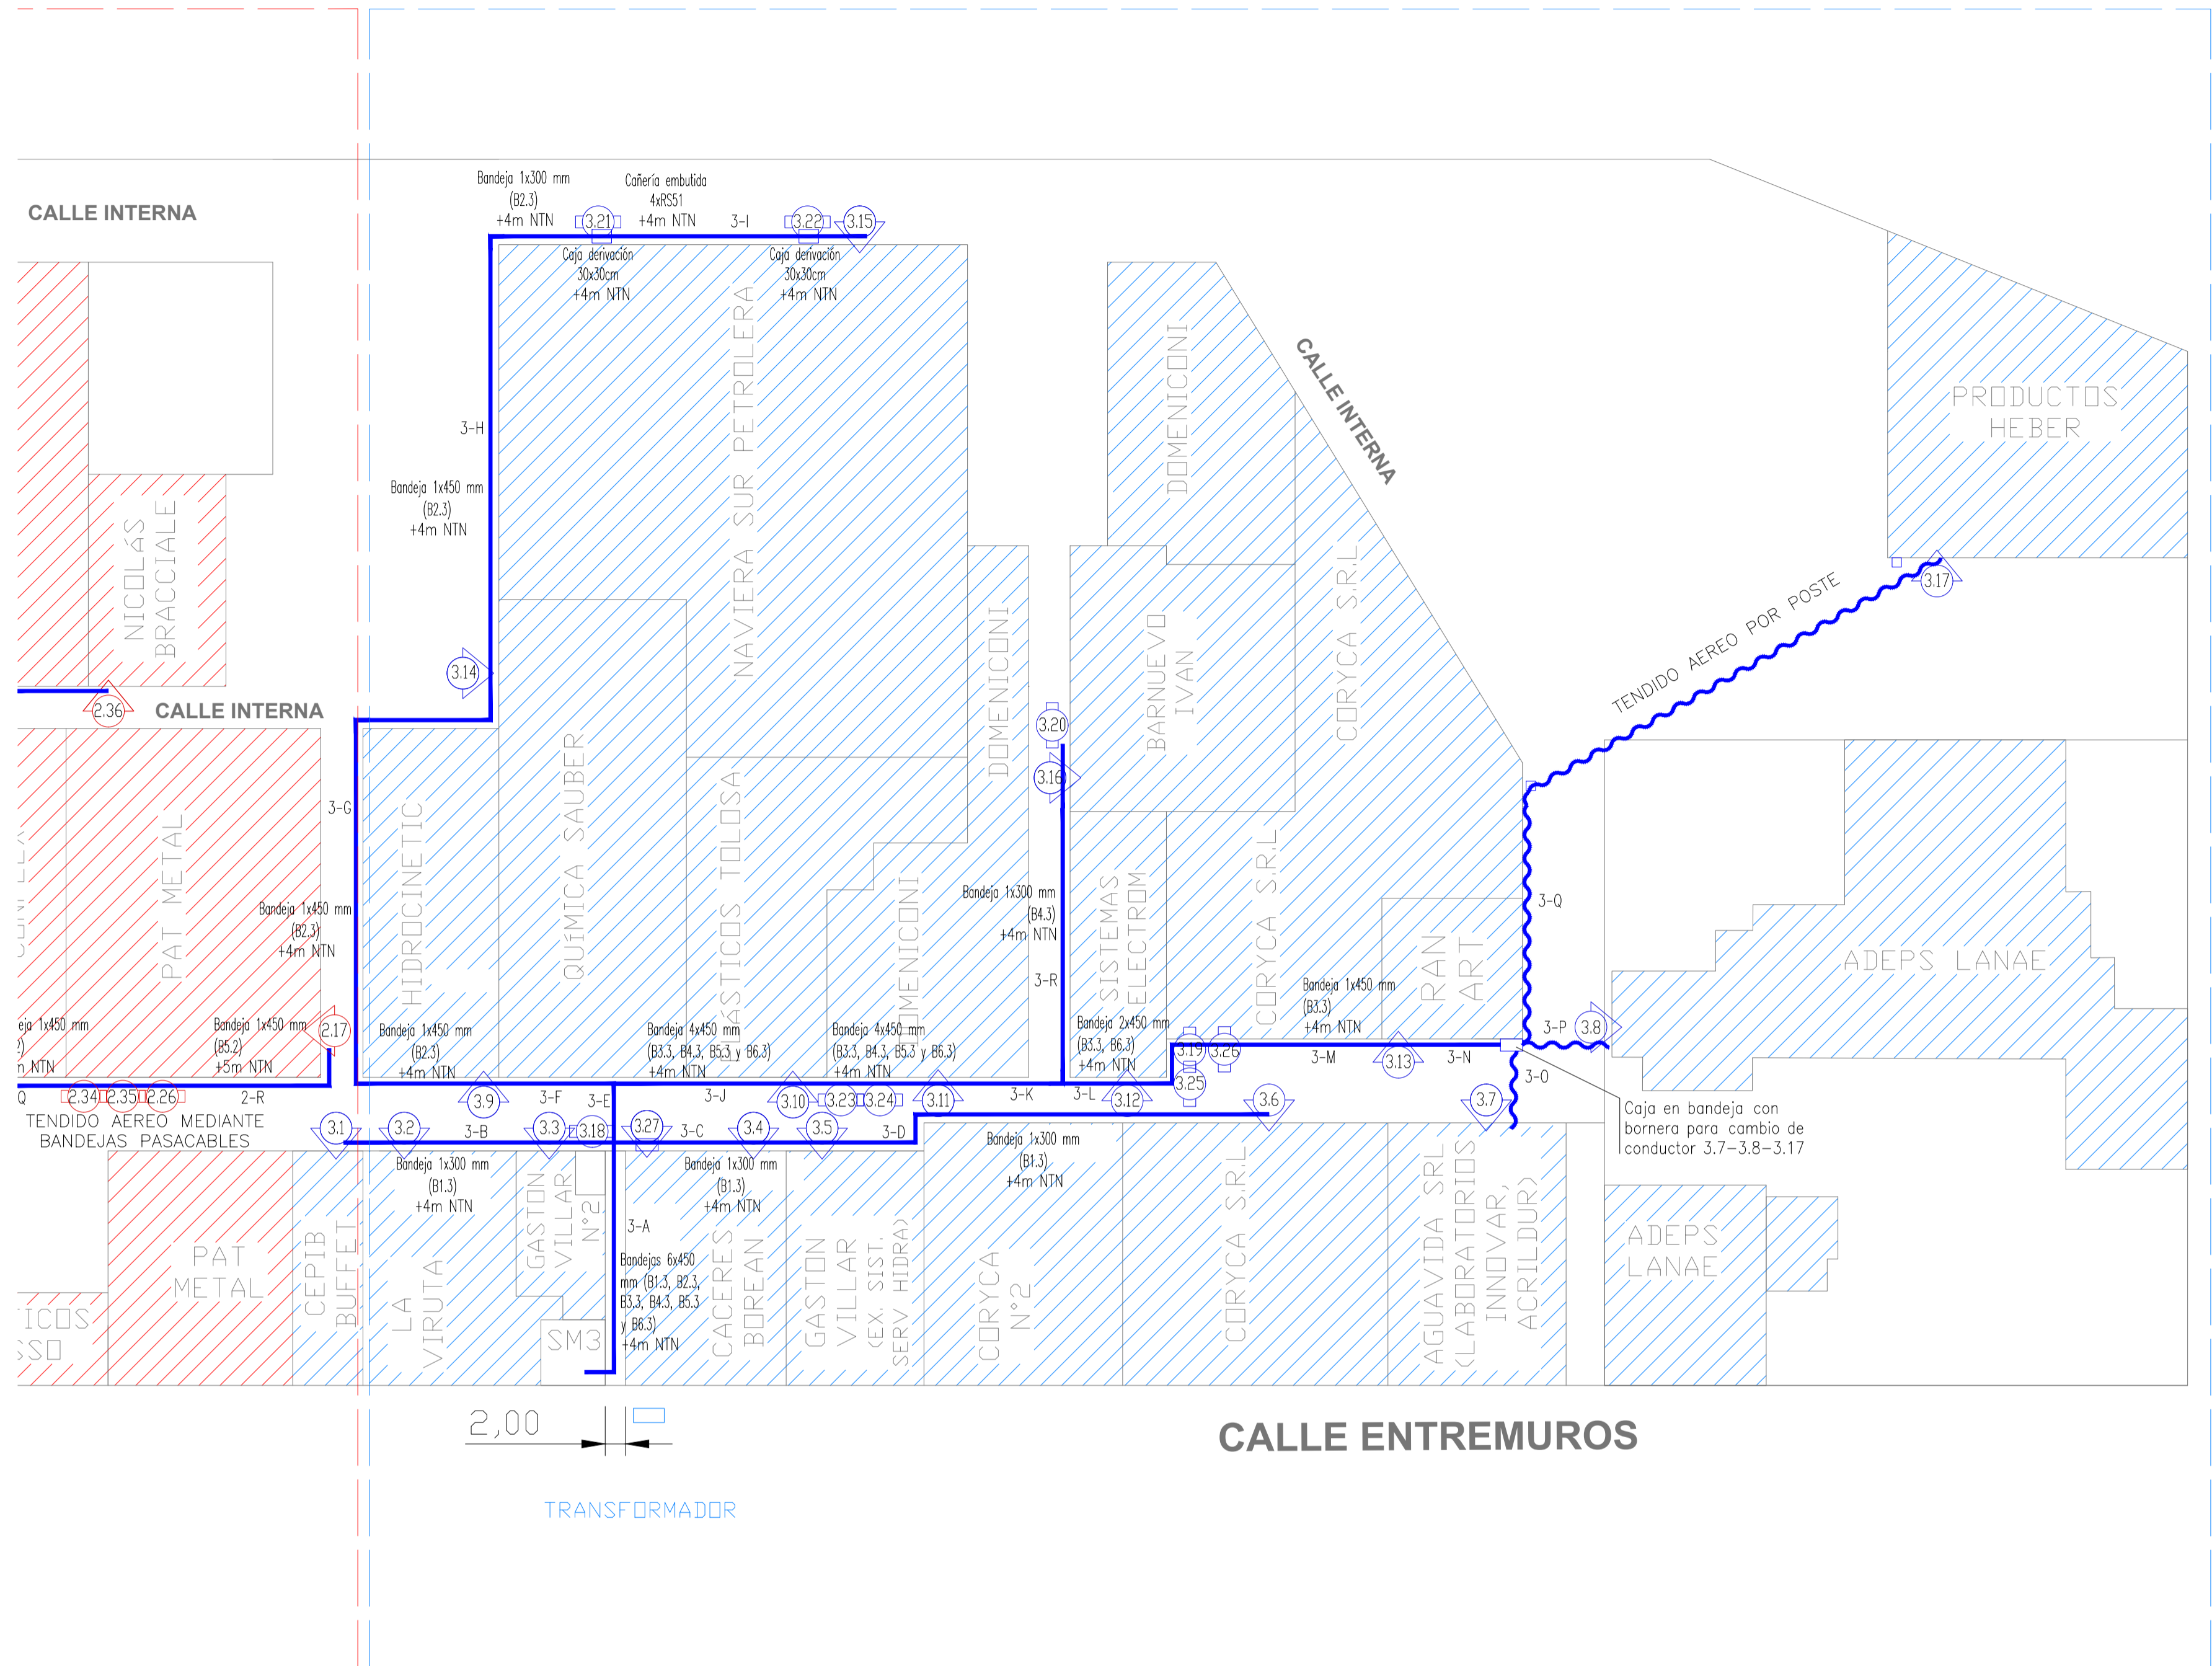 CALLE INTERNA
Bandeja 1x300 mm
(B2.3)
+4m NTN
Cañería embutida
4xRS51
+4m NTN
3-I
3.21
3.22
3.15
Caja derivación
30x30cm
+4m NTN
Caja derivación
30x30cm
+4m NTN
3-H
Bandeja 1x450 mm
(B2.3)
+4m NTN
NAVIERA SUR PETROLERA
DOMENICONI
CALLE INTERNA
PRODUCTOS
HEBER
3.17
TENDIDO AEREO POR POSTE
NICOLÁS
BRACCIALE
3.14
2.36
CALLE INTERNA
DOMENICONI
BARNUEVO
IVAN
CORYCA S.R.L
3.20
3.16
3-G
PAT METAL
HIDROCINETIC
QUÍMICA SAUBER
DOMENICONI
Bandeja 1x450 mm
(B2.3)
+4m NTN
Bandeja 1x300 mm
(B4.3)
+4m NTN
3-R
SISTEMAS
ELECTROM
CORYCA S.R.L
RAN
ART
3-Q
ADEPS LANAE
Bandeja 1x450 mm
(B3.3)
+4m NTN
1x450 mm
NTN
Bandeja 1x450 mm
(B5.2)
+5m NTN
2.17
Bandeja 1x450 mm
(B2.3)
+4m NTN
Bandeja 4x450 mm
(B3.3, B4.3, B5.3 y B6.3)
+4m NTN
Bandeja 4x450 mm
(B3.3, B4.3, B5.3 y B6.3)
+4m NTN
Bandeja 2x450 mm
(B3.3, B6.3)
+4m NTN
3.19
3.26
3.25
3-M
3.13
3-N
3-P
3.8
3-O
Q
2.34
2.35
2.26
2-R
3.9
3-F
3-E
3-J
3.10
3.23
3.24
3.11
3-K
3-L
3.12
3.6
3.7
TENDIDO AEREO MEDIANTE
BANDEJAS PASACABLES
3.1
3.2
3-B
3.3
3.18
3.27
3-C
3.4
3.5
3-D
Caja en bandeja con
bornera para cambio de
conductor 3.7-3.8-3.17
Bandeja 1x300 mm
(B1.3)
+4m NTN
Bandeja 1x300 mm
(B1.3)
+4m NTN
Bandeja 1x300 mm
(B1.3)
+4m NTN
3-A
Bandejas 6x450
mm (B1.3, B2.3,
B3.3, B4.3, B5.3
y B6.3)
+4m NTN
PAT
METAL
CEPIB
BUFFET
LA
VIRUTA
GASTON
VILLAR
N°2
SM3
CACERES
BOREAN
GASTON
VILLAR
(EX. SIST.
SERV HIDRA)
CORYCA
N°2
CORYCA S.R.L
AGUAVIDA SRL
(LABORATORIOS
INNOVAR,
ACRILDUR)
ADEPS
LANAE
2,00
CALLE ENTREMUROS
TRANSFORMADOR